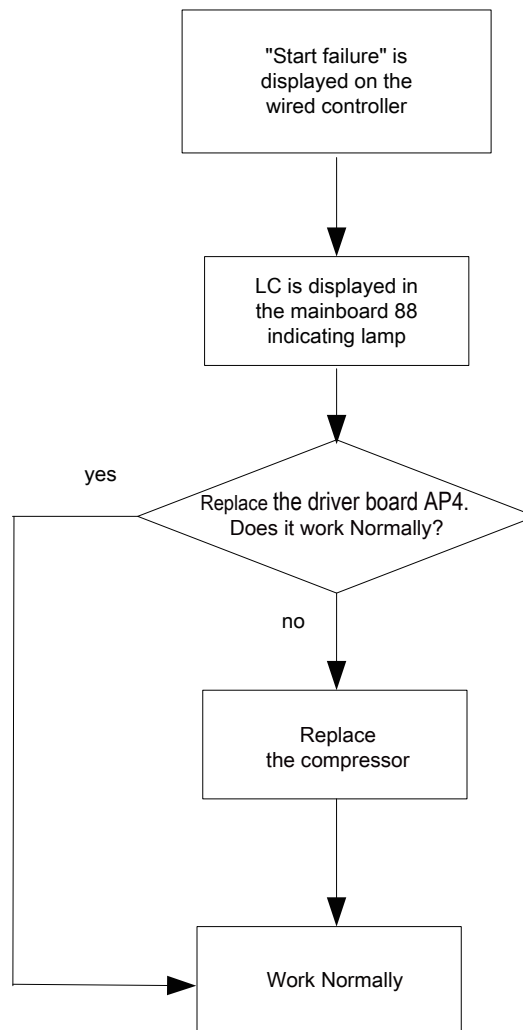 "Start failure" is
displayed on the
wired controller
LC is displayed in
the mainboard 88
indicating lamp
yes
Replace the driver board AP4.
Does it work Normally?
no
Replace
the compressor
Work Normally